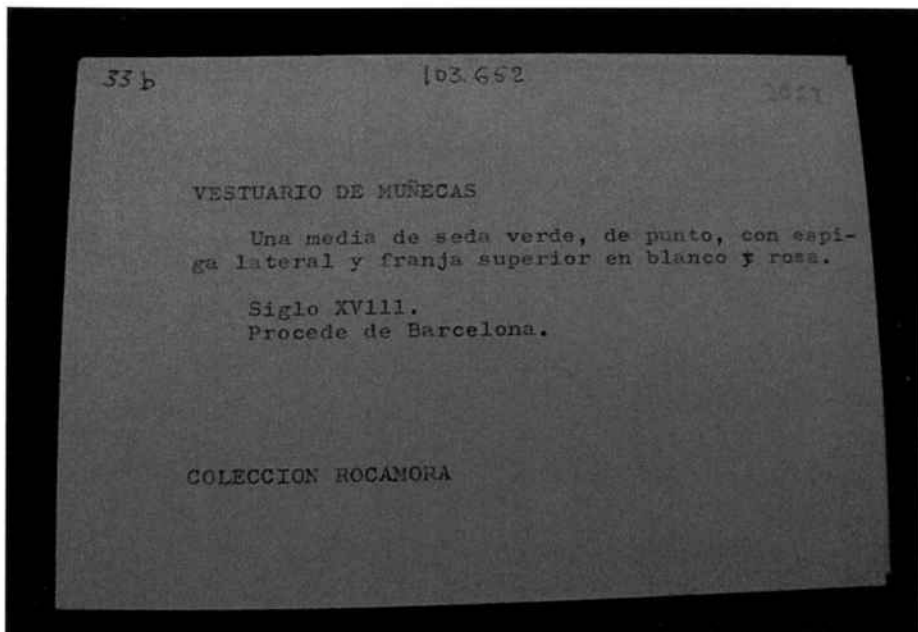 33 b 103.652
VESTUARIO DE MUÑECAS
Una media de seda verde, de punto, con espi-
ga lateral y franja superior en blanco y rosa.
Siglo XVlll.
Procede de Barcelona.
COLECCION ROCAMORA